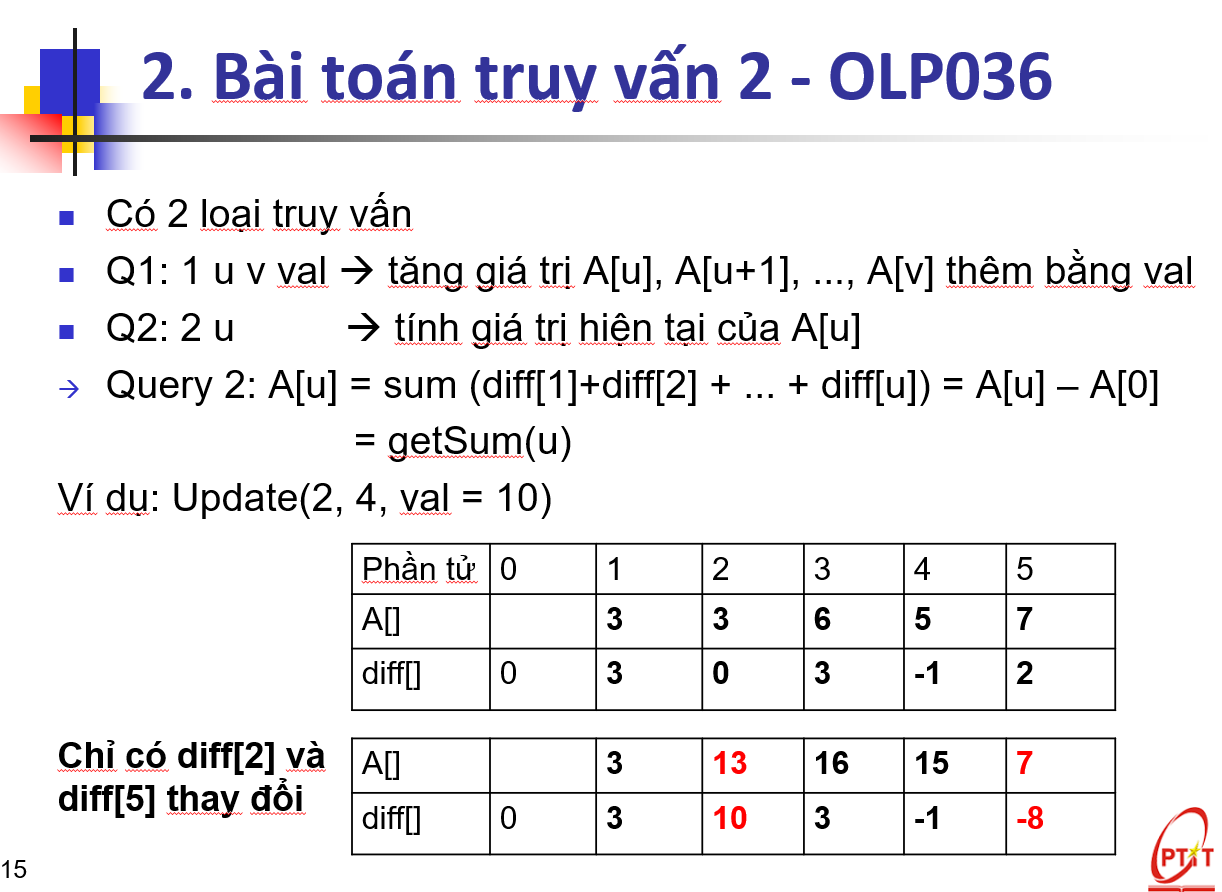 2. Bài toán truy vấn 2 - OLP036
Có 2 loại truy vấn
Q1: 1 u v val → tăng giá trị A[u], A[u+1], ..., A[v] thêm bằng val
Q2: 2 u → tính giá trị hiện tại của A[u]
→ Query 2: A[u] = sum (diff[1]+diff[2] + ... + diff[u]) = A[u] – A[0]
= getSum(u)
Ví dụ: Update(2, 4, val = 10)
Phần tử 0 1 2 3 4 5
A[] 3 3 6 5 7
diff[] 0 3 0 3 -1 2
Chỉ có diff[2] và
diff[5] thay đổi
A[] 3 13 16 15 7
diff[] 0 3 10 3 -1 -8
15
PTIT